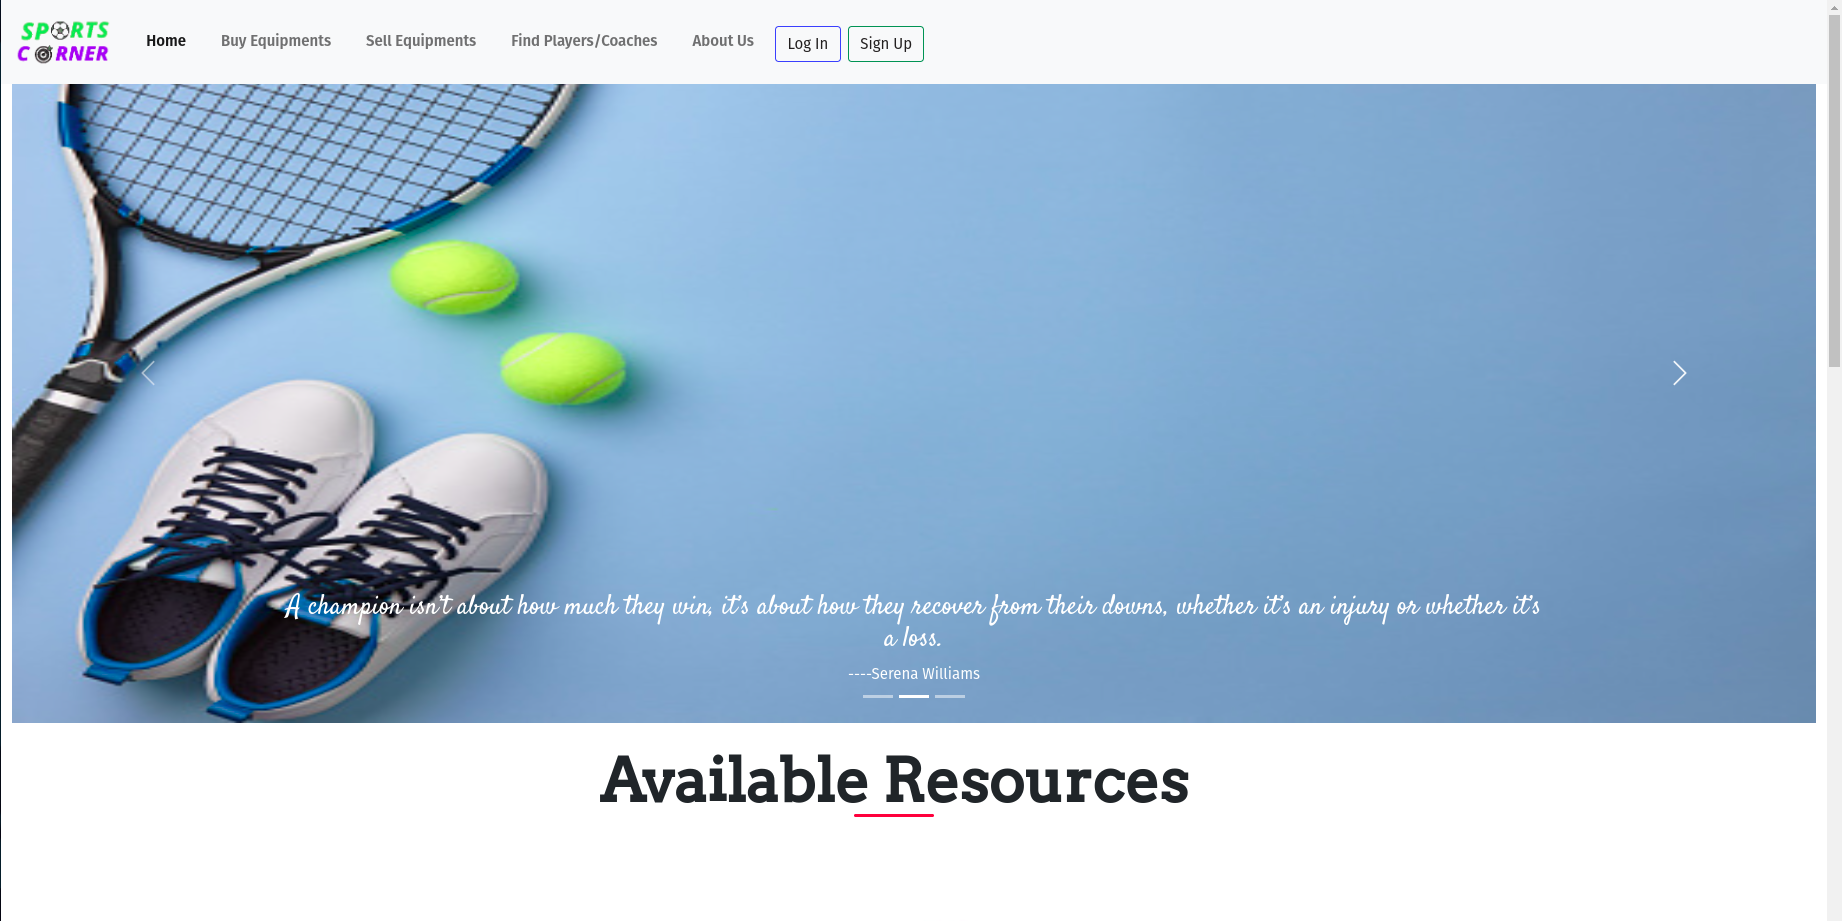 SPORTS
CORNER
Home Buy Equipments Sell Equipments Find Players/Coaches About Us Log In Sign Up
A champion isn't about how much they win, it's about how they recover from their downs, whether it's an injury or whether it's
a loss.
----Serena Williams
Available Resources